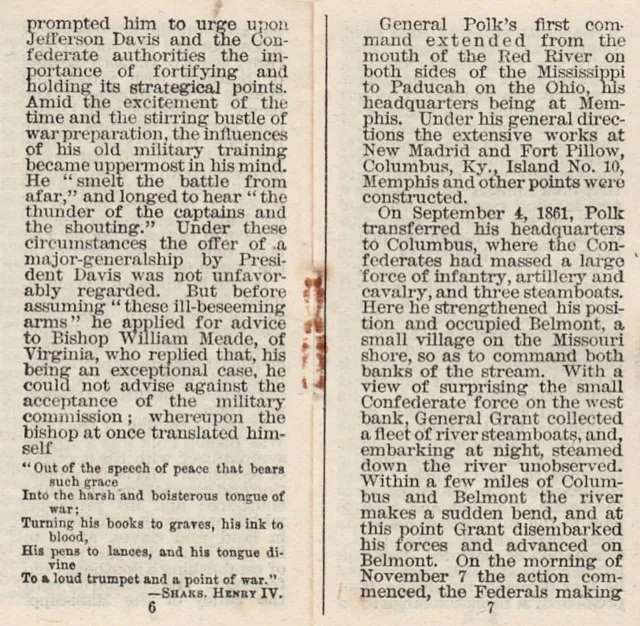 prompted him to urge upon
Jefferson Davis and the Con-
federate authorities the im-
portance of fortifying and
holding its strategical points.
Amid the excitement of the
time and the stirring bustle of
war preparation, the influences
of his old military training
became uppermost in his mind.
He “smelt the battle from
afar,” and longed to hear “the
thunder of the captains and
the shouting.” Under these
circumstances the offer of a
major-generalship by Presi-
dent Davis was not unfavor-
ably regarded. But before
assuming “these ill-beseeming
arms” he applied for advice
to Bishop William Meade, of
Virginia, who replied that, his
being an exceptional case, he
could not advise against the
acceptance of the military
commission; whereupon the
bishop at once translated him-
self
“Out of the speech of peace that bears
such grace
Into the harsh and boisterous tongue of
war;
Turning his books to graves, his ink to
blood,
His pens to lances, and his tongue di-
vine
To a loud trumpet and a point of war.”
—SHAKS. HENRY IV.
6
General Polk’s first com-
mand extended from the
mouth of the Red River on
both sides of the Mississippi
to Paducah on the Ohio, his
headquarters being at Mem-
phis. Under his general direc-
tions the extensive works at
New Madrid and Fort Pillow,
Columbus, Ky., Island No. 10,
Memphis and other points were
constructed.
On September 4, 1861, Polk
transferred his headquarters
to Columbus, where the Con-
federates had massed a large
force of infantry, artillery and
cavalry, and three steamboats.
Here he strengthened his posi-
tion and occupied Belmont, a
small village on the Missouri
shore, so as to command both
banks of the stream. With a
view of surprising the small
Confederate force on the west
bank, General Grant collected
a fleet of river steamboats, and,
embarking at night, steamed
down the river unobserved.
Within a few miles of Colum-
bus and Belmont the river
makes a sudden bend, and at
this point Grant disembarked
his forces and advanced on
Belmont. On the morning of
November 7 the action com-
menced, the Federals making
7